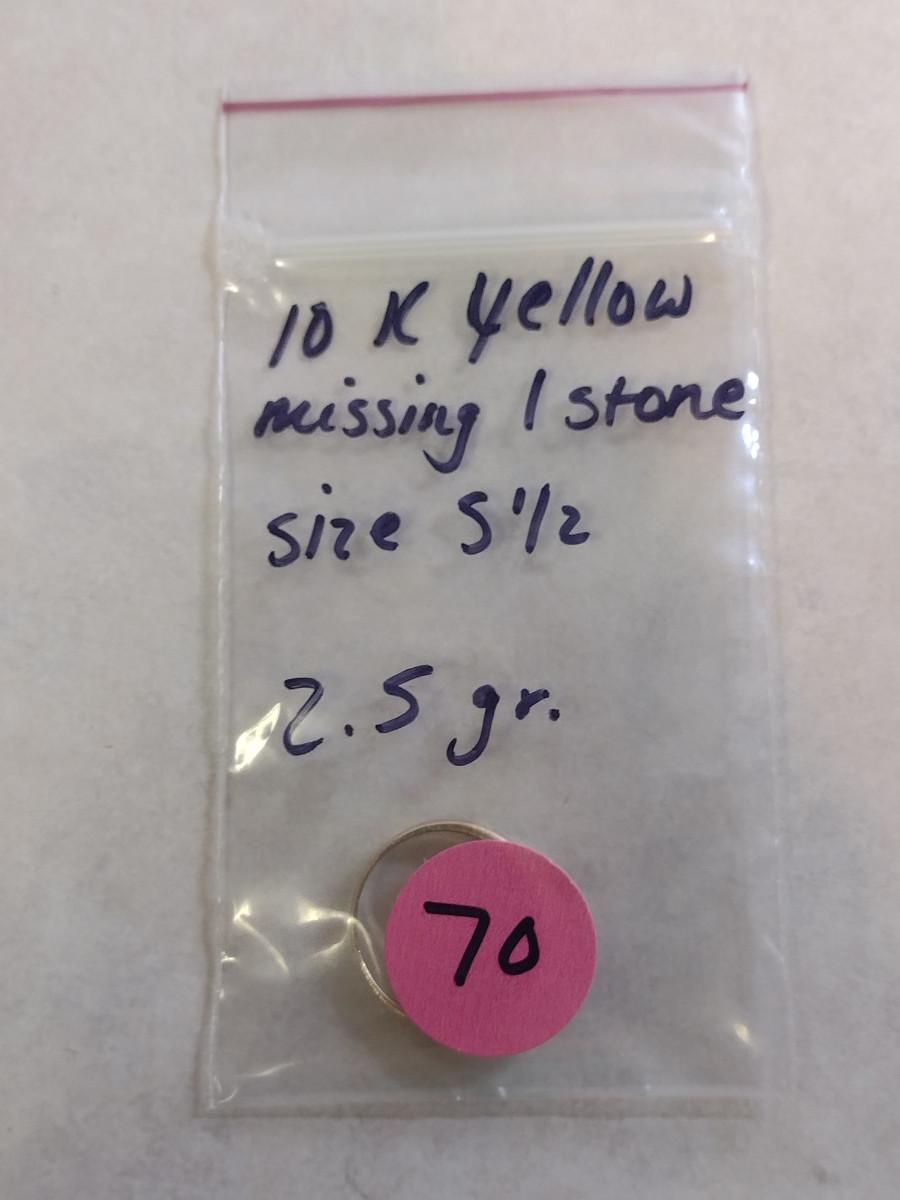 10 K Yellow
missing 1 stone
size 5 1/2
2.5 gr.
70